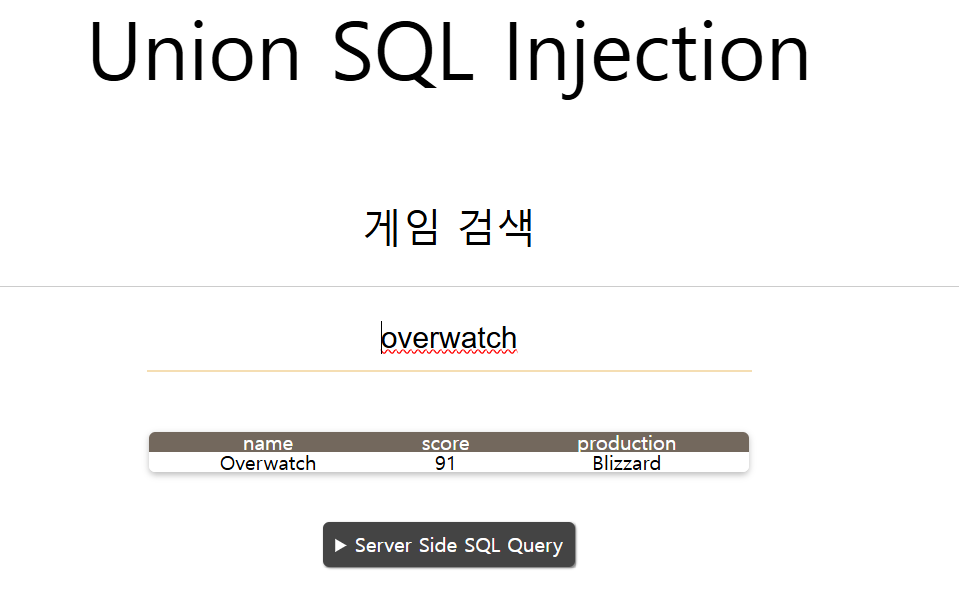 Union SQL Injection
게임 검색
overwatch
name score production
Overwatch 91 Blizzard
▶ Server Side SQL Query